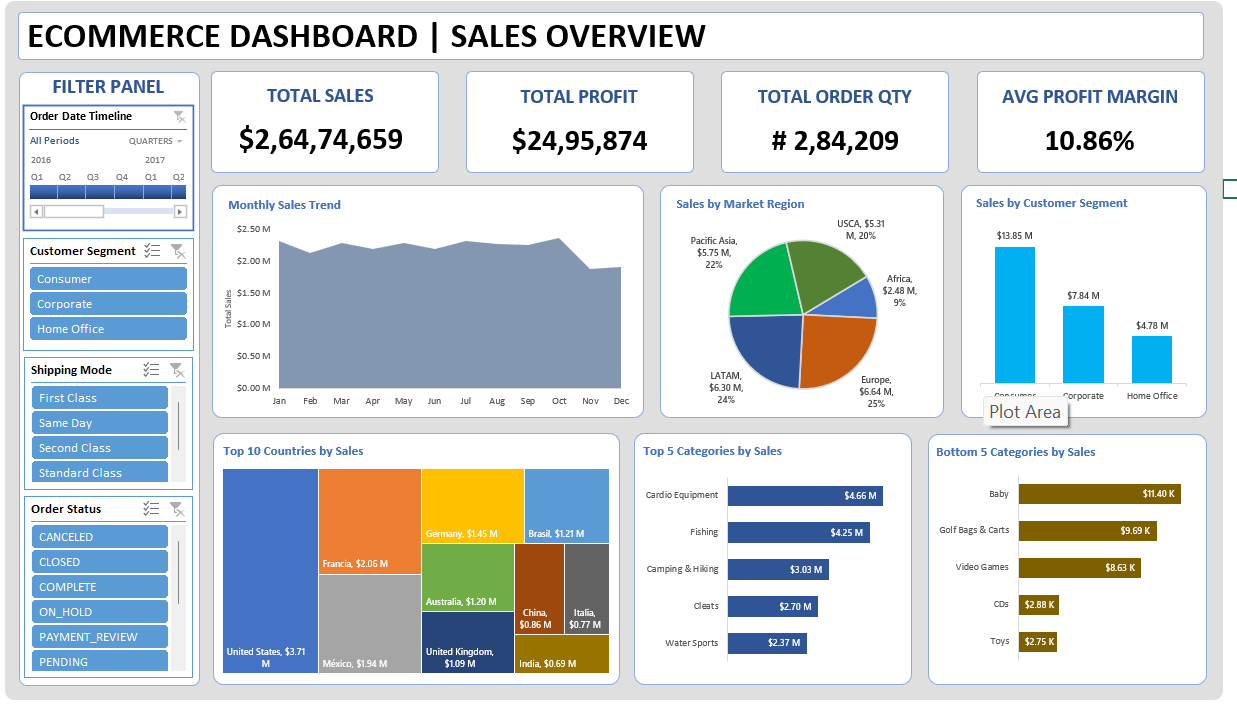 ECOMMERCE DASHBOARD | SALES OVERVIEW
FILTER PANEL
Order Date Timeline
All Periods
QUARTERS
2016
2017
Q1 Q2 Q3 Q4 Q1 Q2
Customer Segment
Consumer
Corporate
Home Office
Shipping Mode
First Class
Same Day
Second Class
Standard Class
Order Status
CANCELED
CLOSED
COMPLETE
ON_HOLD
PAYMENT_REVIEW
PENDING
TOTAL SALES
$2,64,74,659
TOTAL PROFIT
$24,95,874
TOTAL ORDER QTY
# 2,84,209
AVG PROFIT MARGIN
10.86%
Monthly Sales Trend
Total Sales
$2.50 M
$2.00 M
$1.50 M
$1.00 M
$0.50 M
$0.00 M
Jan Feb Mar Apr May Jun Jul Aug Sep Oct Nov Dec
Sales by Market Region
USCA, $5.31
M, 20%
Pacific Asia,
$5.75 M,
22%
Africa,
$2.48 M,
9%
LATAM,
$6.30 M,
24%
Europe,
$6.64 M,
25%
Sales by Customer Segment
$13.85 M
$7.84 M
$4.78 M
Consumer Corporate Home Office
Plot Area
Top 10 Countries by Sales
United States, $3.71
M
Francia, $2.06 M
México, $1.94 M
Germany, $1.45 M
Brasil, $1.21 M
Australia, $1.20 M
United Kingdom,
$1.09 M
China,
$0.86 M
Italia,
$0.77 M
India, $0.69 M
Top 5 Categories by Sales
Cardio Equipment $4.66 M
Fishing $4.25 M
Camping & Hiking $3.03 M
Cleats $2.70 M
Water Sports $2.37 M
Bottom 5 Categories by Sales
Baby $11.40 K
Golf Bags & Carts $9.69 K
Video Games $8.63 K
CDs $2.88 K
Toys $2.75 K